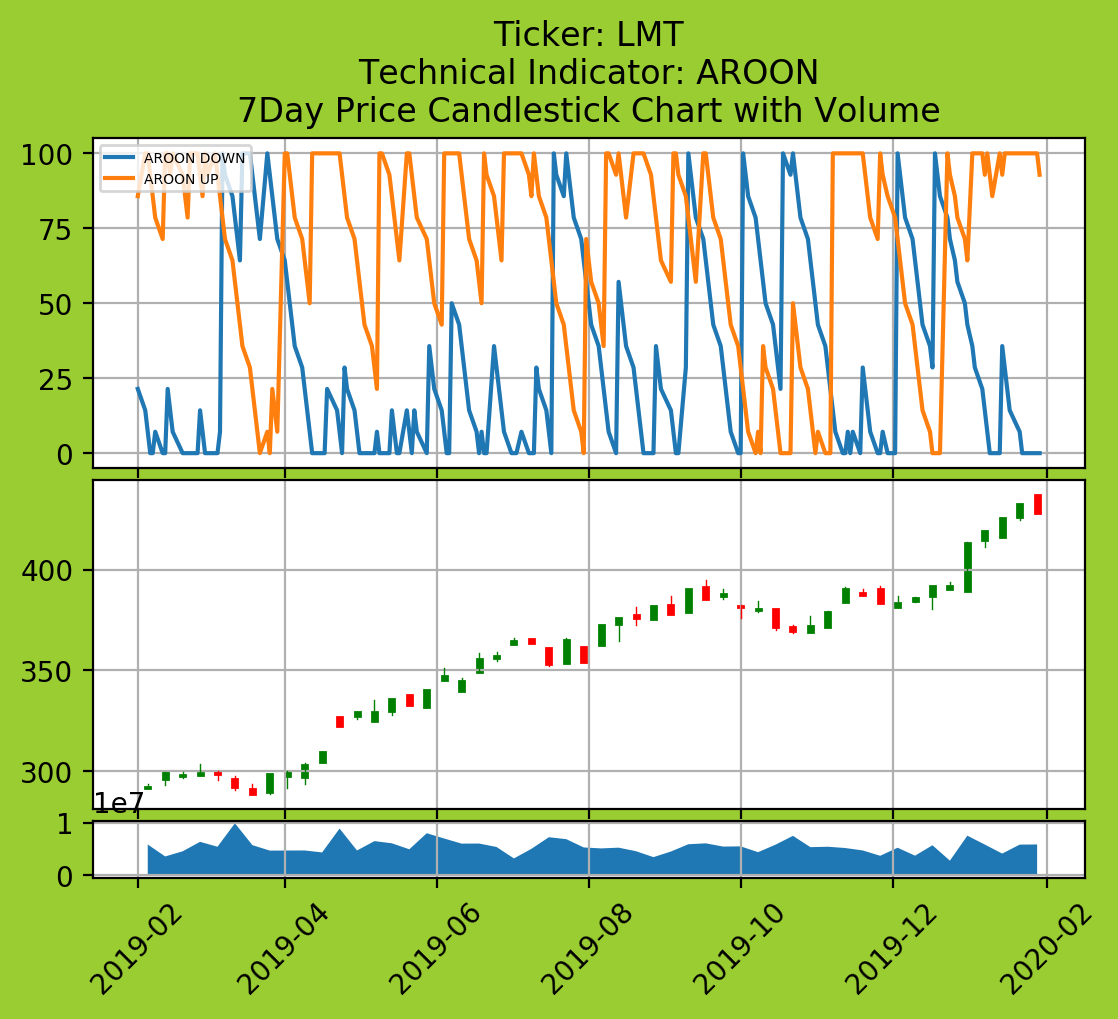 Ticker: LMT
Technical Indicator: AROON
7Day Price Candlestick Chart with Volume
100
75
50
25
0
AROON DOWN
AROON UP
400
350
300
1e7
1
0
2019-02
2019-04
2019-06
2019-08
2019-10
2019-12
2020-02